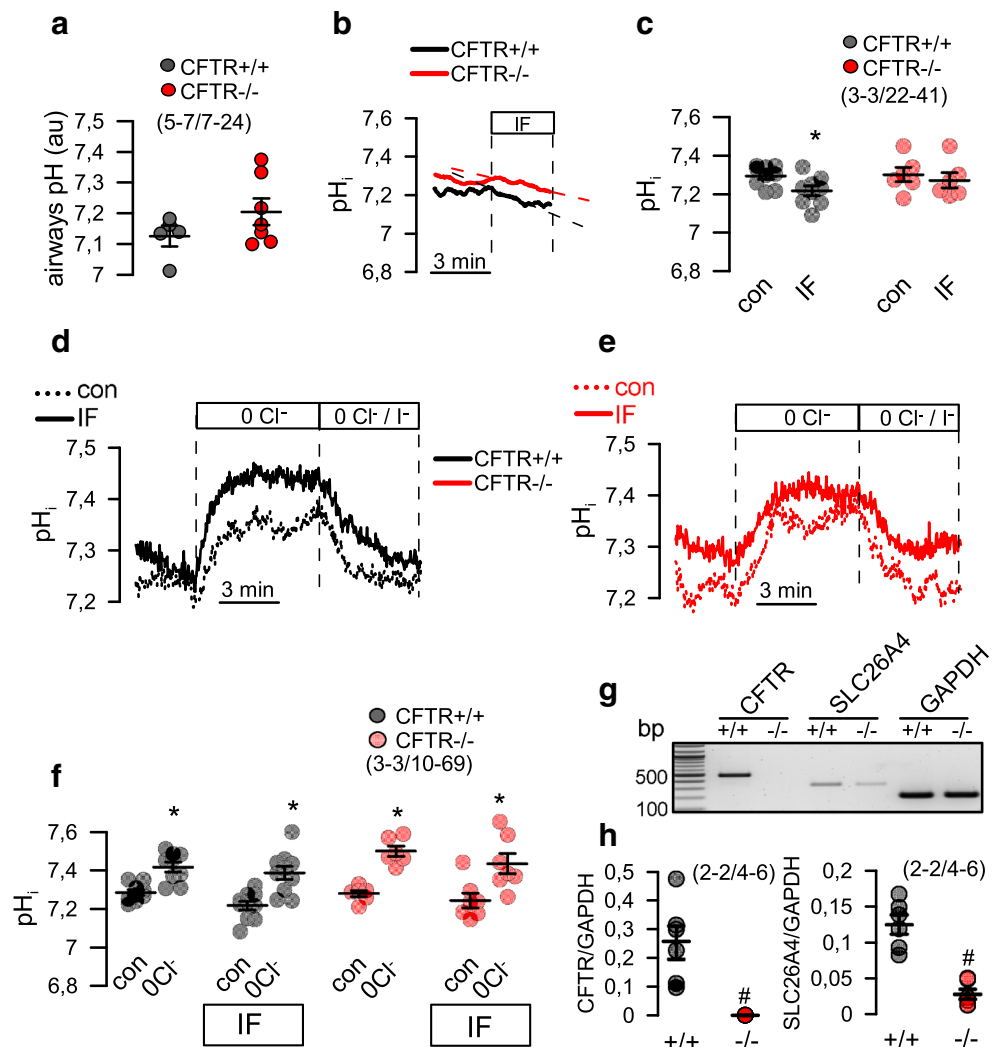 a
CFTR+/+
CFTR-/-
(5-7/7-24)
airways pH (au)
7,5
7,4
7,3
7,2
7,1
7
b
CFTR+/+
CFTR-/-
IF
pHi
7,6
7,4
7,2
7
6,8
3 min
c
CFTR+/+
CFTR-/-
(3-3/22-41)
*
pHi
7,6
7,4
7,2
7
6,8
con IF con IF
d
con
IF
0 Cl- 0 Cl- / I-
CFTR+/+
CFTR-/-
pHi
7,5
7,4
7,3
7,2
3 min
e
con
IF
0 Cl- 0 Cl- / I-
pHi
7,5
7,4
7,3
7,2
3 min
f
CFTR+/+
CFTR-/-
(3-3/10-69)
* * * *
pHi
7,6
7,4
7,2
7
6,8
con 0Cl- con 0Cl- con 0Cl- con 0Cl-
IF IF
g
CFTR SLC26A4 GAPDH
bp +/+ -/- +/+ -/- +/+ -/-
500
100
h
(2-2/4-6)
CFTR/GAPDH
0,5
0,4
0,3
0,2
0,1
0
#
+/+ -/-
(2-2/4-6)
SLC26A4/GAPDH
0,2
0,15
0,1
0,05
0
#
+/+ -/-